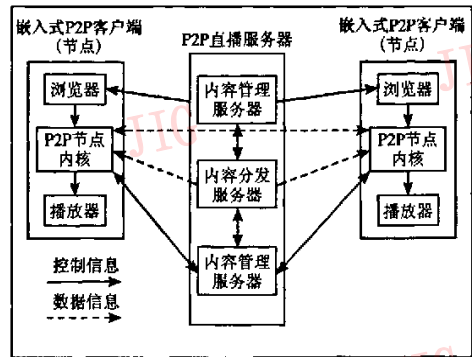 嵌入式P2P客户端
(节点)
P2P直播服务器
嵌入式P2P客户端
(节点)
浏览器
P2P节点
内核
播放器
内容管理
服务器
内容分发
服务器
内容管理
服务器
浏览器
P2P节点
内核
播放器
控制信息
数据信息
JIG
JIG
JIG